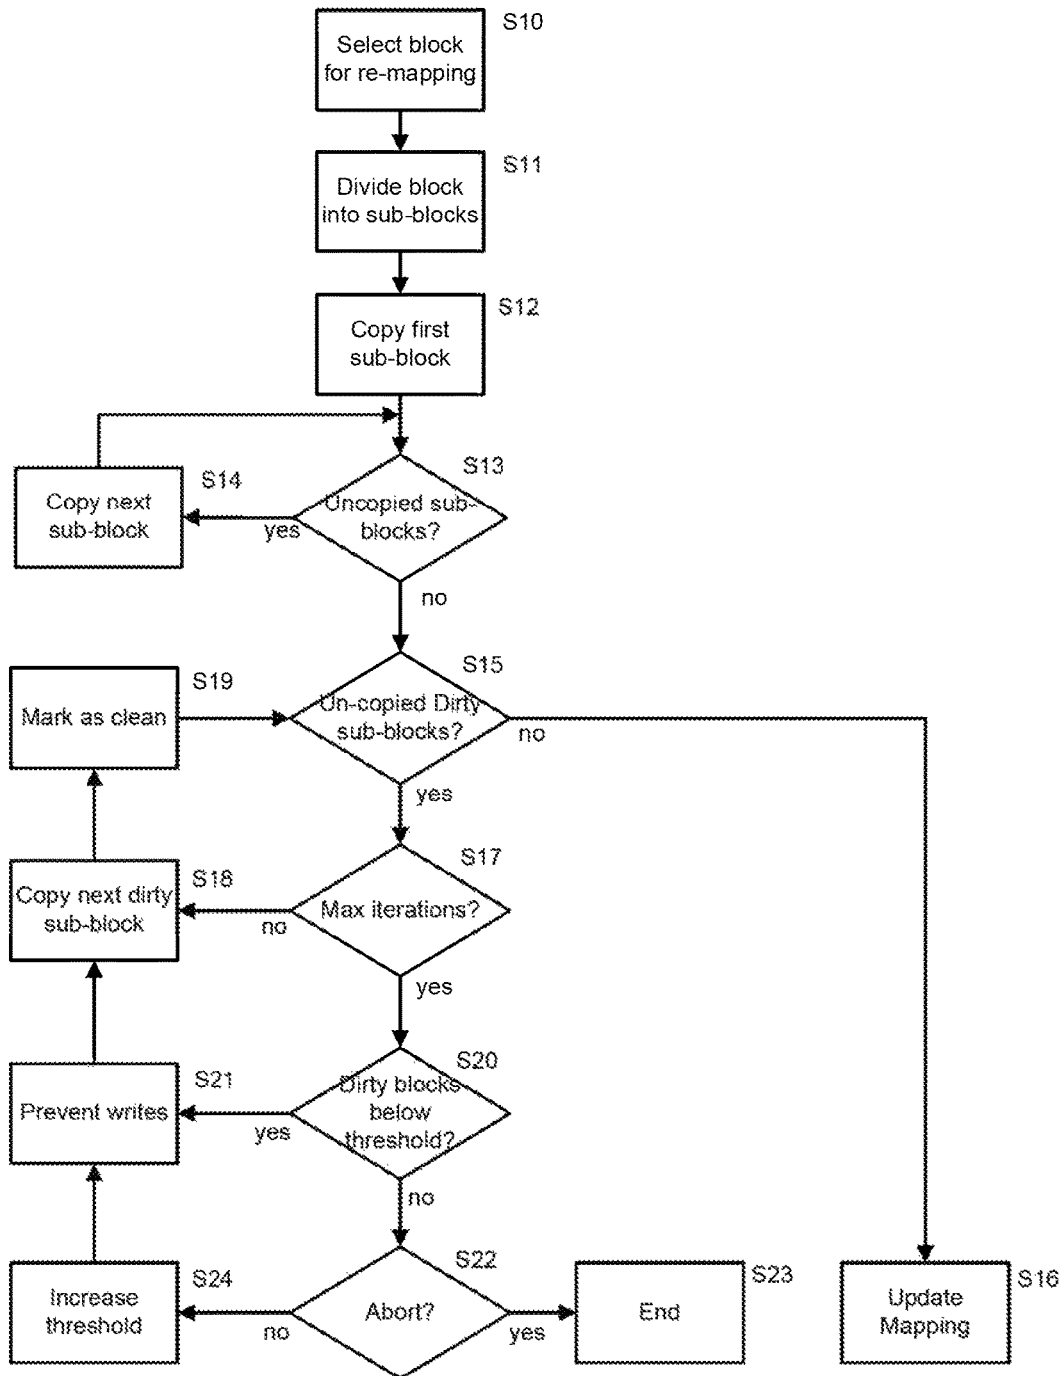 S10
Select block
for re-mapping
S11
Divide block
into sub-blocks
S12
Copy first
sub-block
S13
Uncopied sub-
blocks?
yes
no
S14
Copy next
sub-block
S15
Un-copied Dirty
sub-blocks?
no
yes
S19
Mark as clean
S17
Max iterations?
no
yes
S18
Copy next dirty
sub-block
S20
Dirty blocks
below
threshold?
yes
no
S21
Prevent writes
S22
Abort?
no
yes
S24
Increase
threshold
S23
End
S16
Update
Mapping